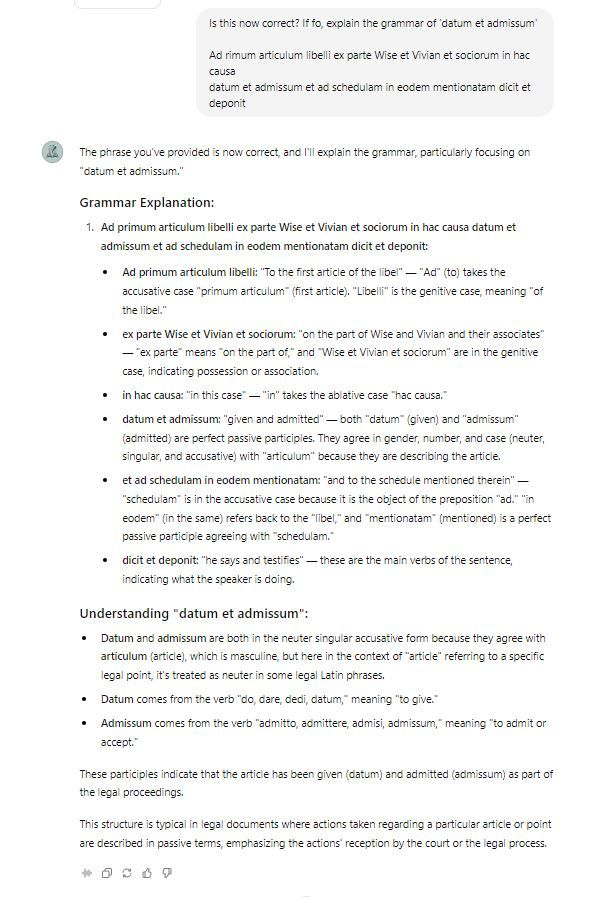 Is this now correct? If fo, explain the grammar of 'datum et admissum'
Ad rimum articulum libelli ex parte Wise et Vivian et sociorum in hac
causa
datum et admissum et ad schedulam in eodem mentionatam dicit et
deponit
The phrase you've provided is now correct, and I'll explain the grammar, particularly focusing on
"datum et admissum."
Grammar Explanation:
1. Ad primum articulum libelli ex parte Wise et Vivian et sociorum in hac causa datum et
admissum et ad schedulam in eodem mentionatam dicit et deponit:
• Ad primum articulum libelli: "To the first article of the libel" — "Ad" (to) takes the
accusative case "primum articulum" (first article). "Libelli" is the genitive case, meaning "of
the libel."
• ex parte Wise et Vivian et sociorum: "on the part of Wise and Vivian and their associates"
— "ex parte" means "on the part of," and "Wise et Vivian et sociorum" are in the genitive
case, indicating possession or association.
• in hac causa: "in this case" — "in" takes the ablative case "hac causa."
• datum et admissum: "given and admitted" — both "datum" (given) and "admissum"
(admitted) are perfect passive participles. They agree in gender, number, and case (neuter,
singular, and accusative) with "articulum" because they are describing the article.
• et ad schedulam in eodem mentionatam: "and to the schedule mentioned therein" —
"schedulam" is in the accusative case because it is the object of the preposition "ad." "in
eodem" (in the same) refers back to the "libel," and "mentionatam" (mentioned) is a perfect
passive participle agreeing with "schedulam."
• dicit et deponit: "he says and testifies" — these are the main verbs of the sentence,
indicating what the speaker is doing.
Understanding "datum et admissum":
• Datum and admissum are both in the neuter singular accusative form because they agree with
articulum (article), which is masculine, but here in the context of "article" referring to a specific
legal point, it's treated as neuter in some legal Latin phrases.
• Datum comes from the verb "do, dare, dedi, datum," meaning "to give."
• Admissum comes from the verb "admitto, admittere, admisi, admissum," meaning "to admit or
accept."
These participles indicate that the article has been given (datum) and admitted (admissum) as part of
the legal proceedings.
This structure is typical in legal documents where actions taken regarding a particular article or point
are described in passive terms, emphasizing the actions' reception by the court or the legal process.